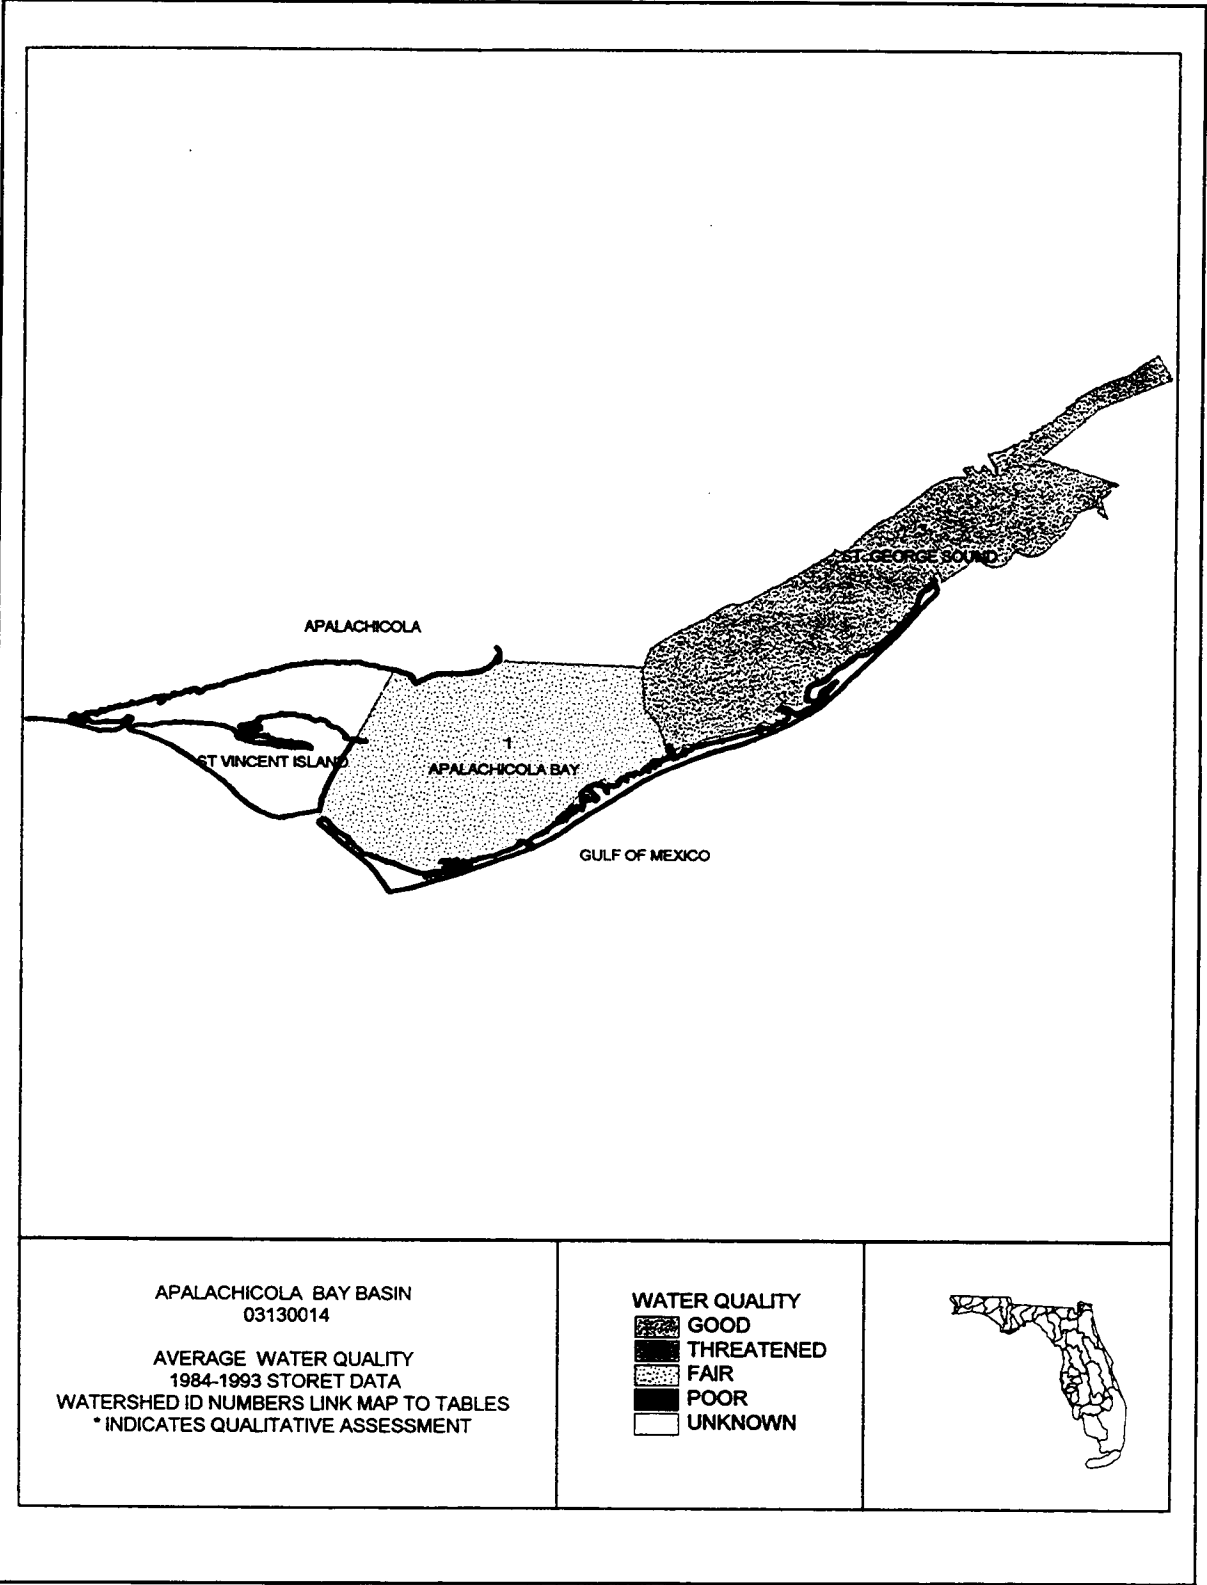 ST. GEORGE SOUND
APALACHICOLA
1
ST VINCENT ISLAND
APALACHICOLA BAY
GULF OF MEXICO
APALACHICOLA BAY BASIN
03130014
AVERAGE WATER QUALITY
1984-1993 STORET DATA
WATERSHED ID NUMBERS LINK MAP TO TABLES
* INDICATES QUALITATIVE ASSESSMENT
WATER QUALITY
GOOD
THREATENED
FAIR
POOR
UNKNOWN